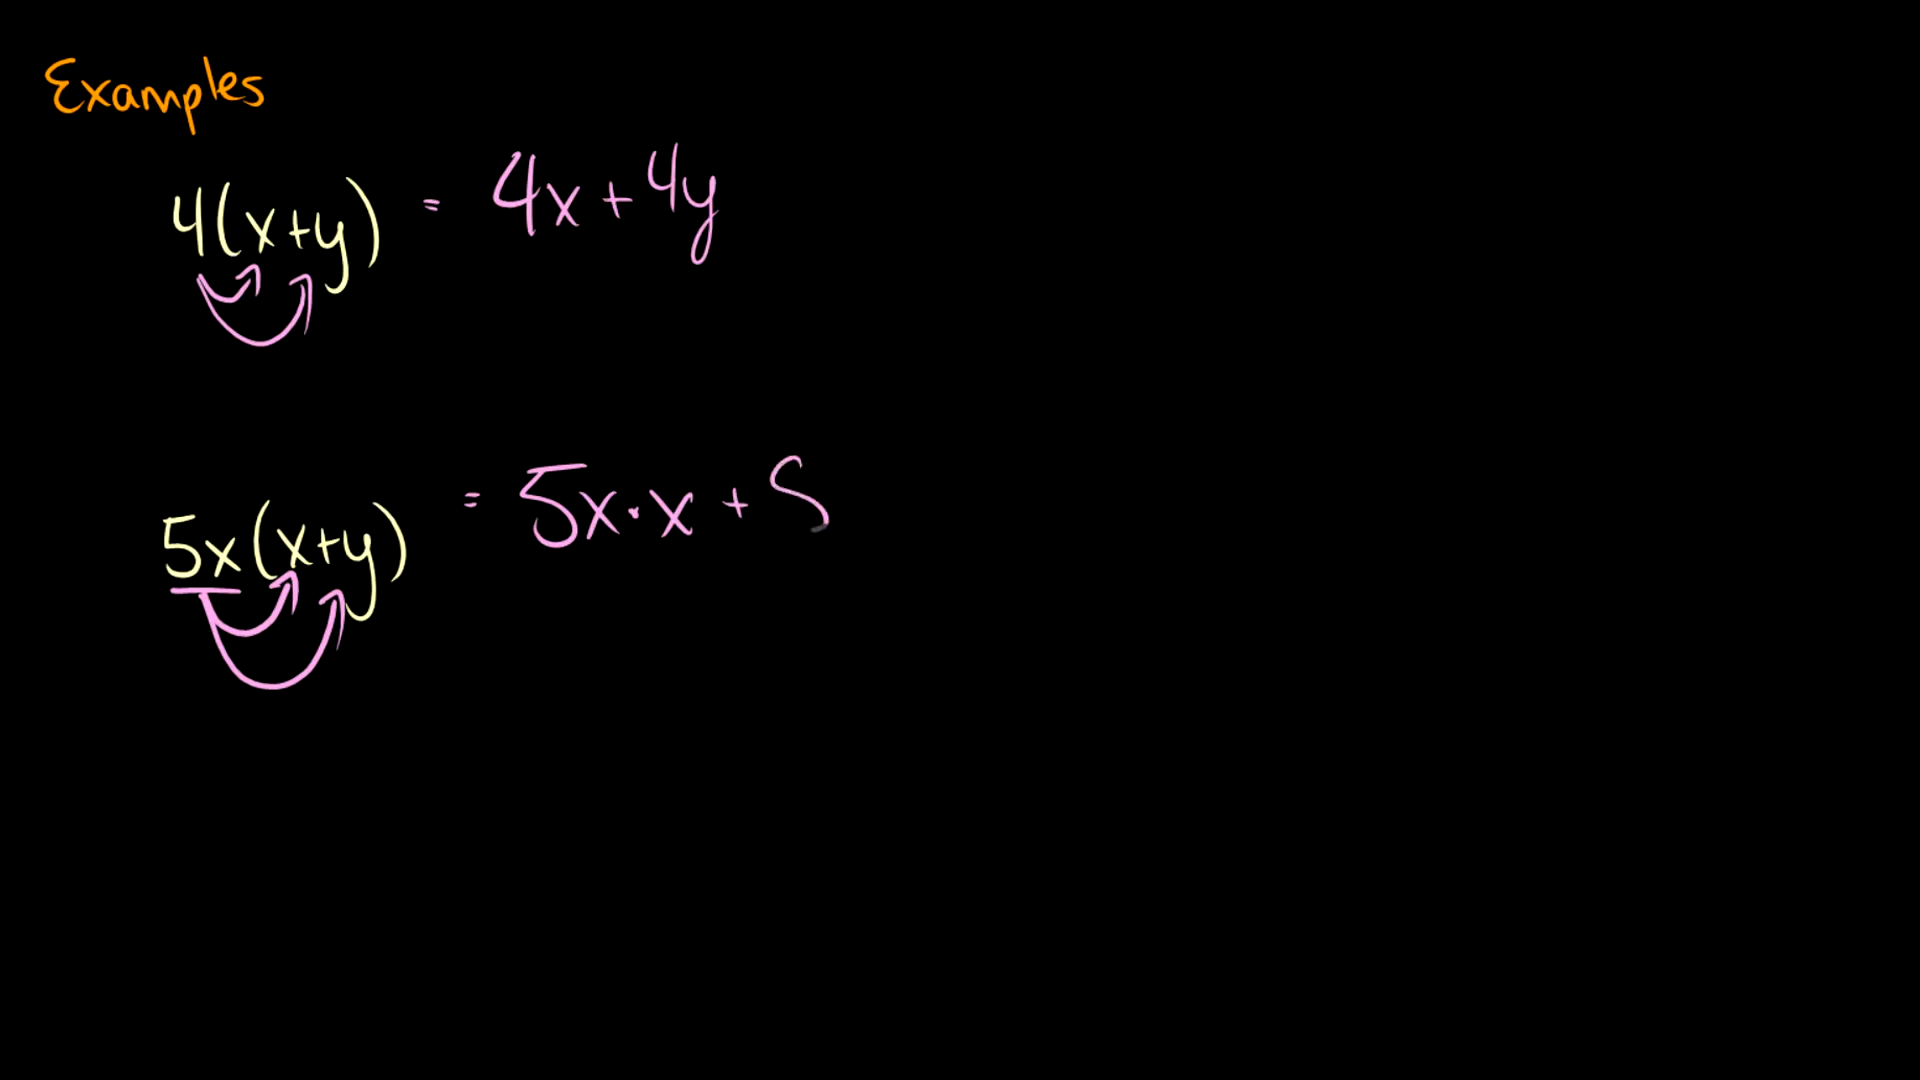 Examples
4(x+y) = 4x + 4y
5x(x+y) = 5x·x + 5